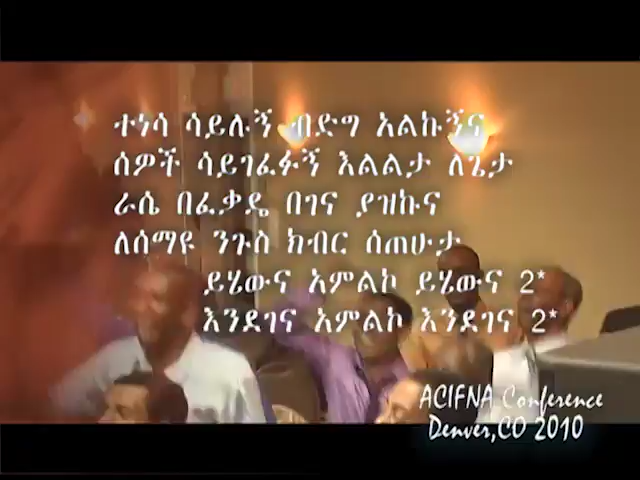 ተነሳ ሳይሉኝ ብድግ አልኩኝና
ሰዎች ሳይገፈፉኝ እልልታ ለጌታ
ራሴ በፈቃዴ በገና ያዝኩና
ለሰማዩ ንጉስ ክብር ሰጠሁታ
ይሄውና አምልኮ ይሄውና 2*
እንደገና አምልኮ እንደገና 2*
ACIFNA Conference
Denver,CO 2010